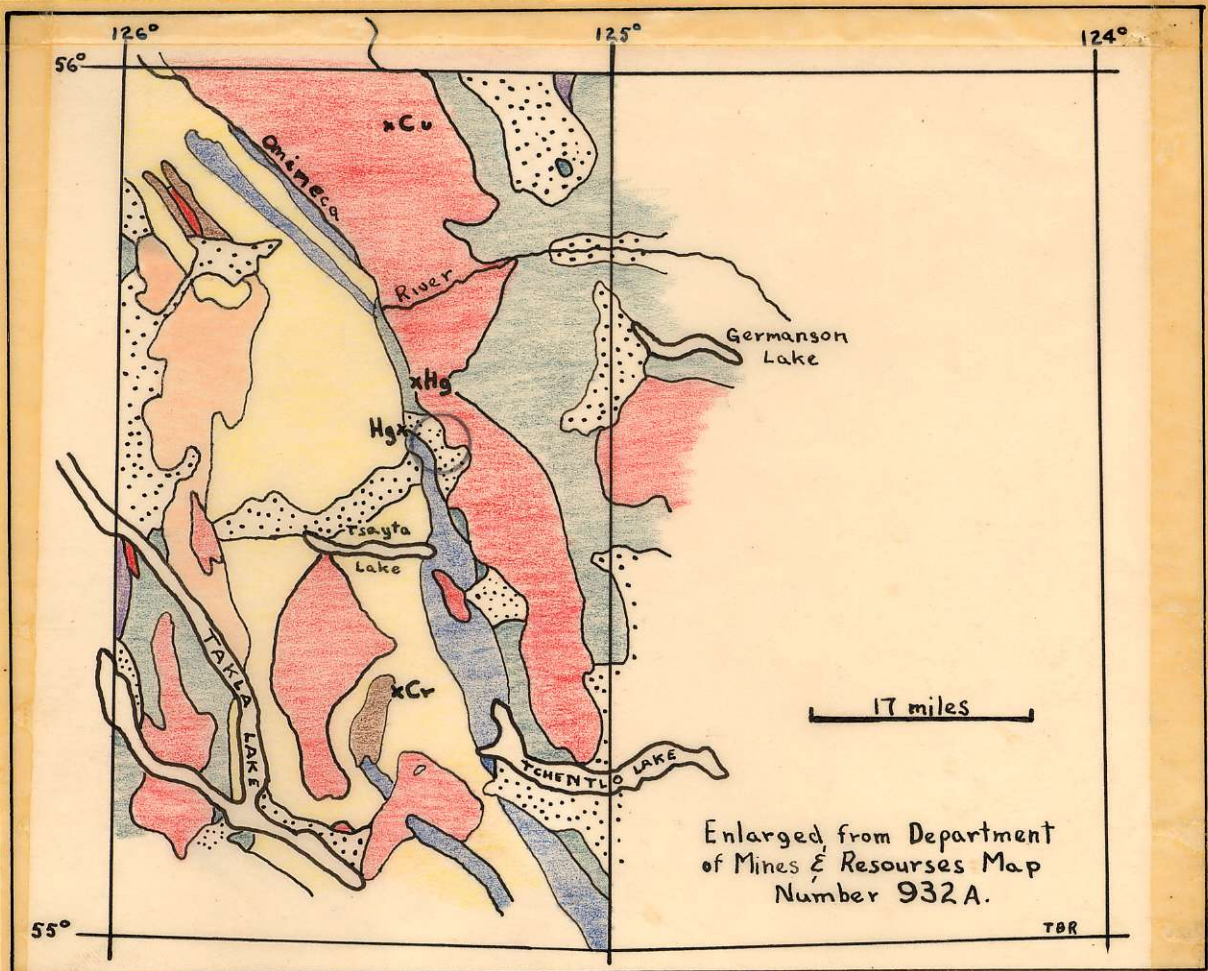 126°
125°
124°
56°
xCu
Omineca
River
Germanson
Lake
xHg
Hgx
Tsayta
Lake
TAKLA
LAKE
xCr
17 miles
TCHENTLO LAKE
Enlarged from Department
of Mines & Resourses Map
Number 932A.
55°
TBR